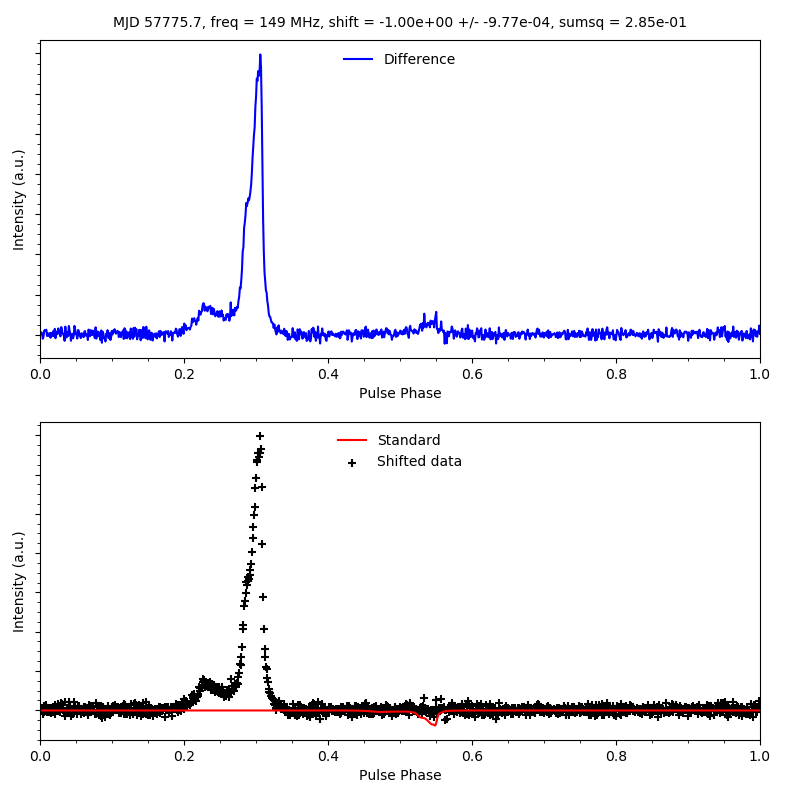 MJD 57775.7, freq = 149 MHz, shift = -1.00e+00 +/- -9.77e-04, sumsq = 2.85e-01
Difference
Intensity (a.u.)
0.0 0.2 0.4 0.6 0.8 1.0
Pulse Phase
Standard
Shifted data
Intensity (a.u.)
0.0 0.2 0.4 0.6 0.8 1.0
Pulse Phase